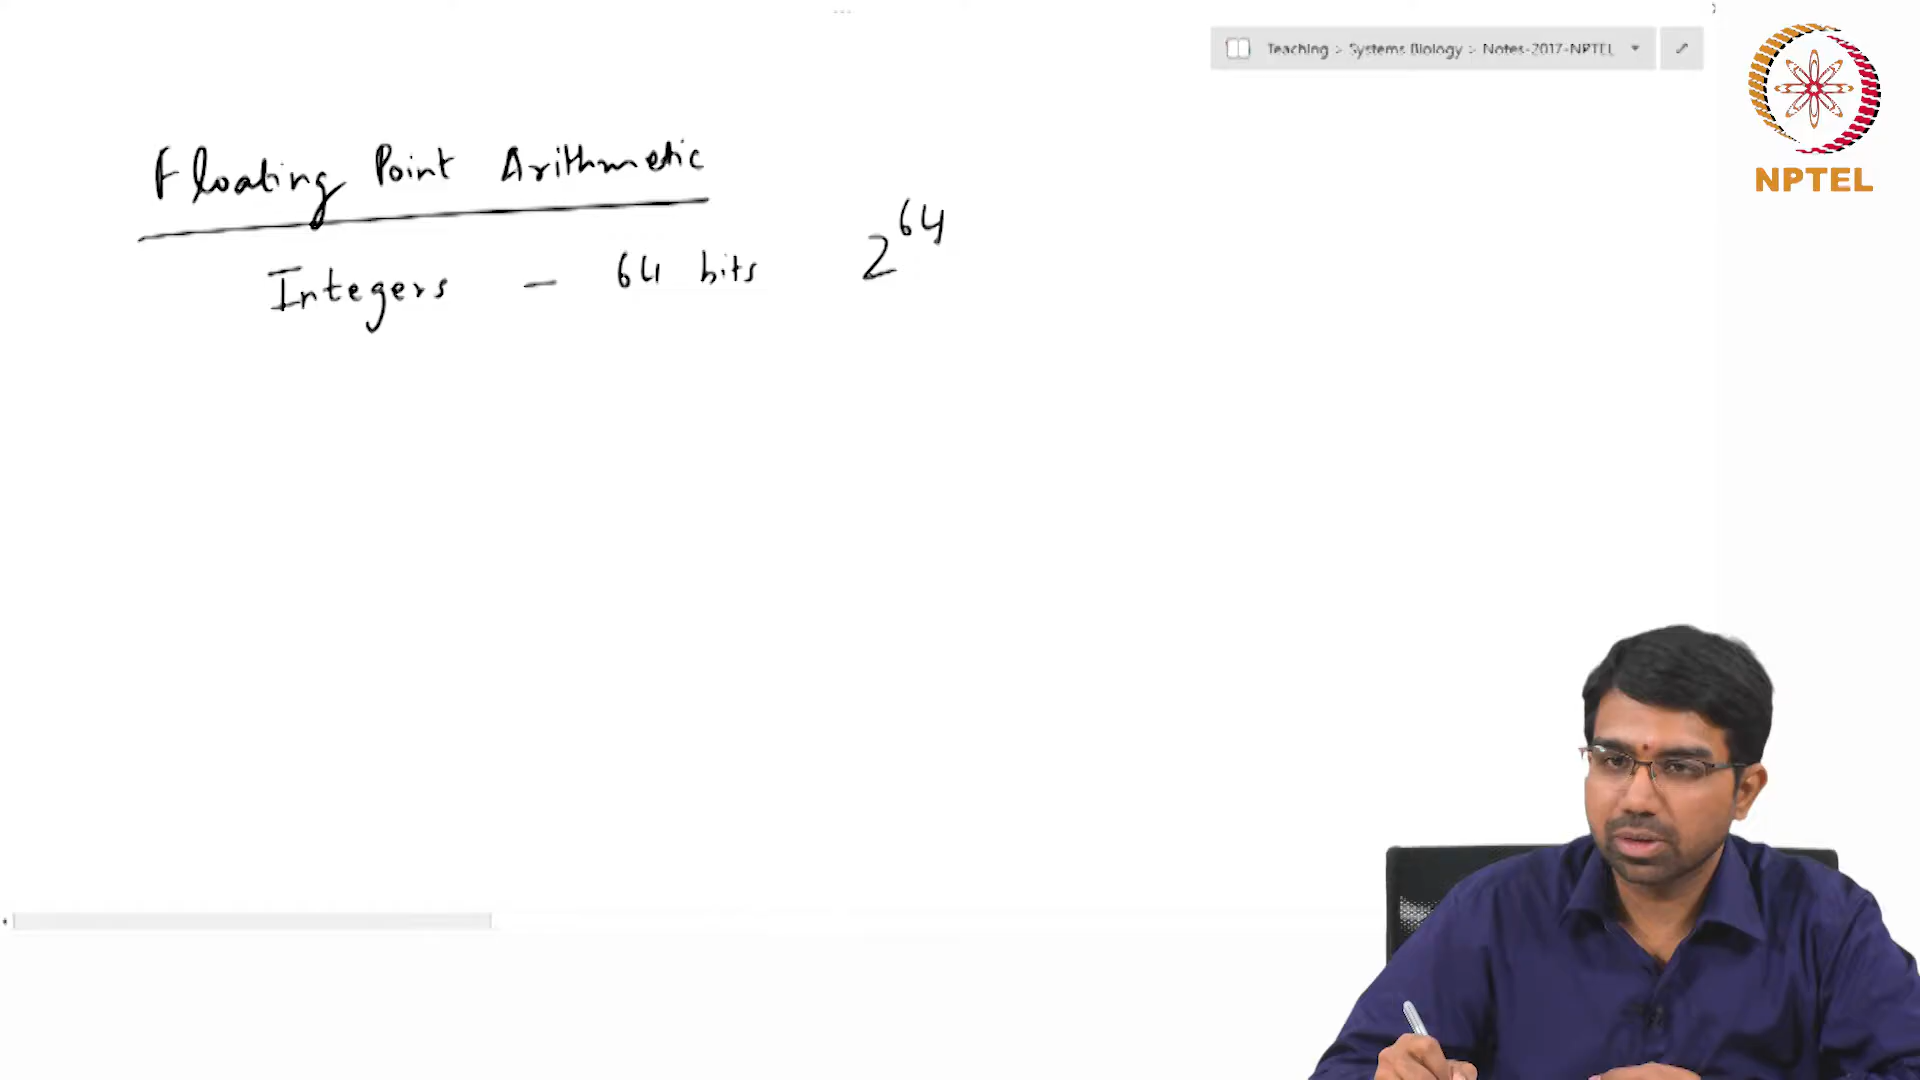 Teaching > Systems Biology > Notes-2017-NPTEL
NPTEL
Floating Point Arithmetic
Integers - 64 bits 2^64